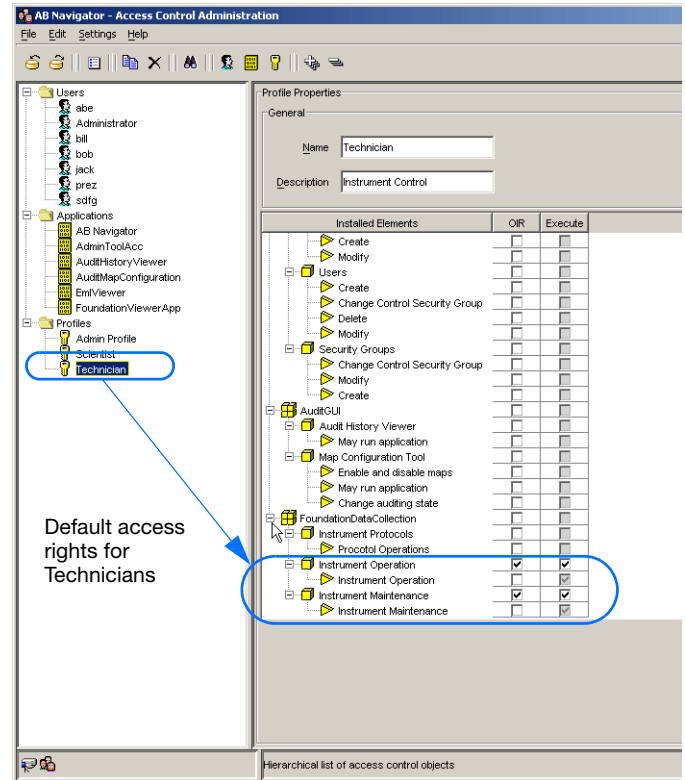 AB Navigator - Access Control Administration
File Edit Settings Help
Users
abe
Administrator
bill
bob
jack
prez
sdfg
Applications
AB Navigator
AdminToolAcc
AuditHistoryViewer
AuditMapConfiguration
EmlViewer
FoundationViewerApp
Profiles
Admin Profile
Scientist
Technician
Default access
rights for
Technicians
Profile Properties
General
Name Technician
Description Instrument Control
Installed Elements OIR Execute
Create
Modify
Users
Create
Change Control Security Group
Delete
Modify
Security Groups
Change Control Security Group
Modify
Create
AuditGUI
Audit History Viewer
May run application
Map Configuration Tool
Enable and disable maps
May run application
Change auditing state
FoundationDataCollection
Instrument Protocols
Procotol Operations
Instrument Operation
Instrument Operation
Instrument Maintenance
Instrument Maintenance
Hierarchical list of access control objects